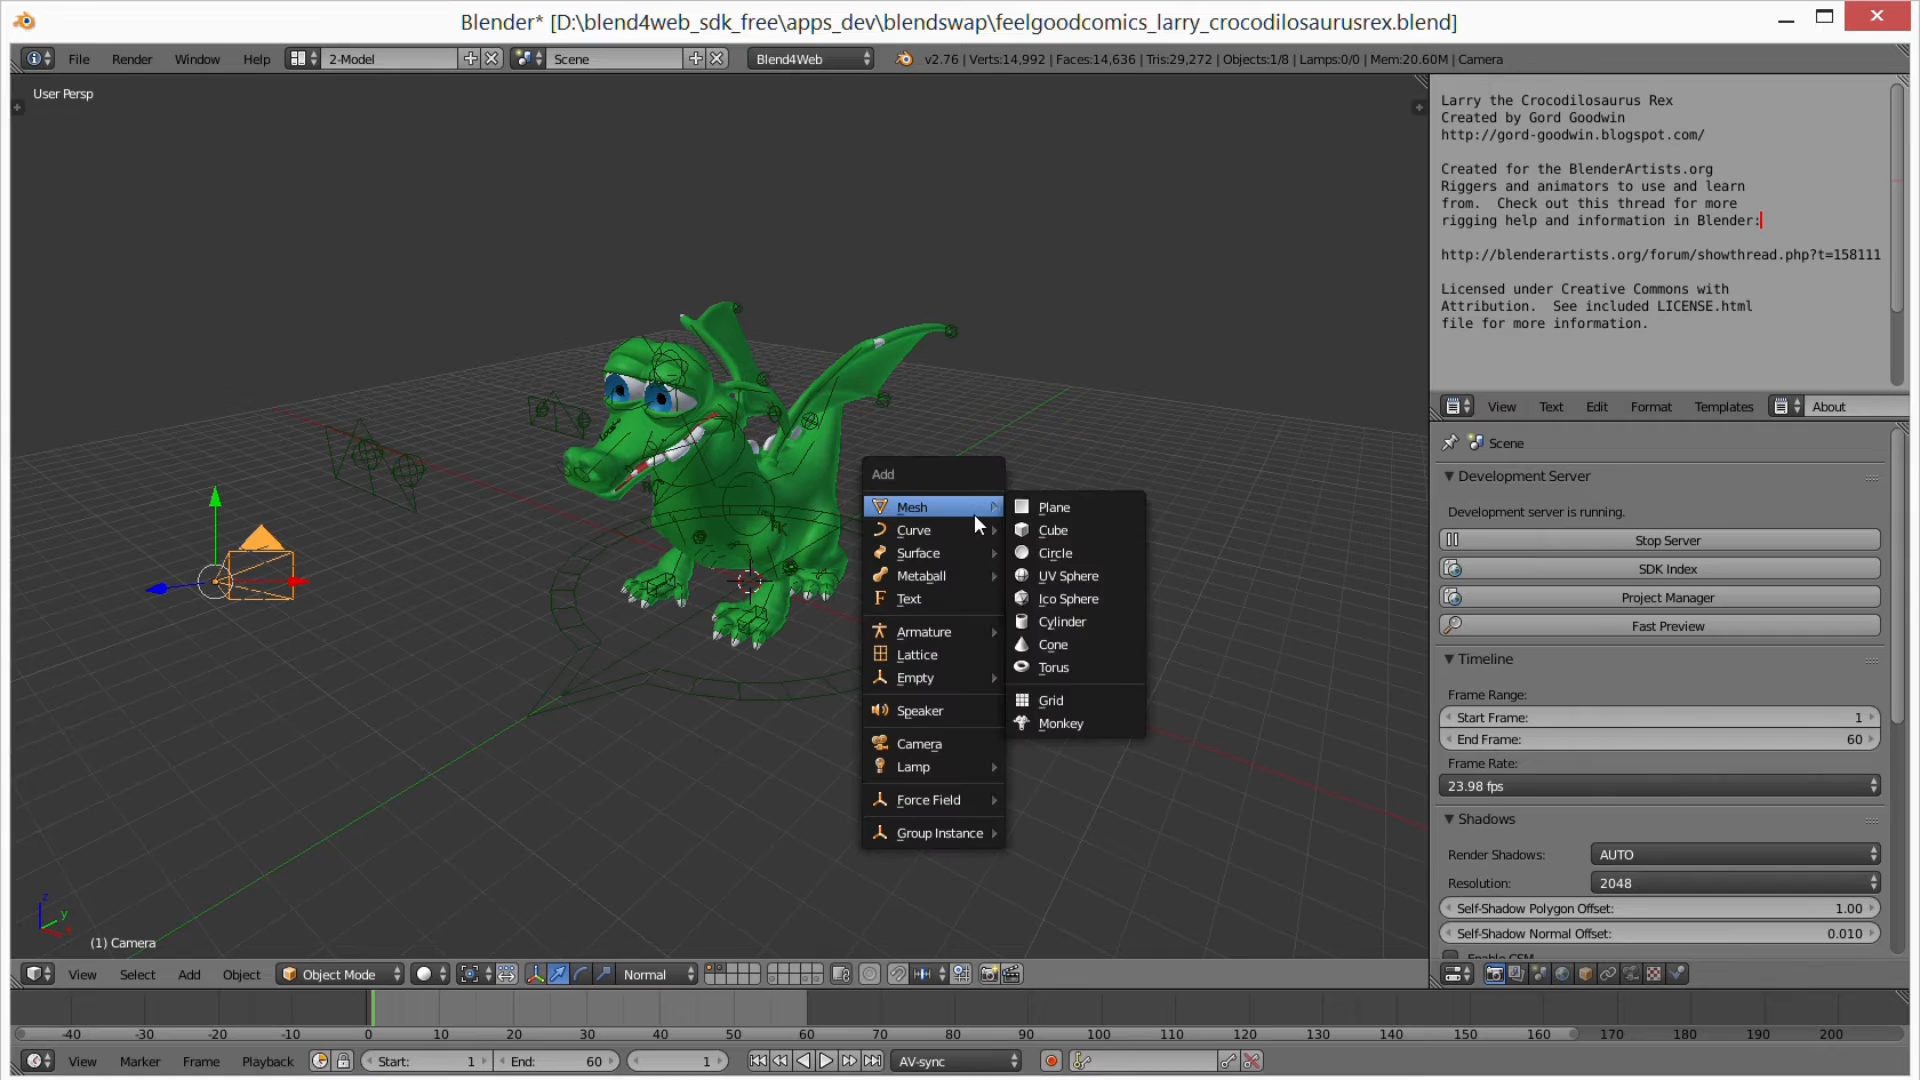 Blender* [D:\blend4web_sdk_free\apps_dev\blendswap\feelgoodcomics_larry_crocodilosaurusrex.blend]
File Render Window Help 2-Model Scene Blend4Web v2.76 | Verts:14,992 | Faces:14,636 | Tris:29,272 | Objects:1/8 | Lamps:0/0 | Mem:20.60M | Camera
User Persp
Larry the Crocodilosaurus Rex
Created by Gord Goodwin
http://gord-goodwin.blogspot.com/
Created for the BlenderArtists.org
Riggers and animators to use and learn
from. Check out this thread for more
rigging help and information in Blender:
http://blenderartists.org/forum/showthread.php?t=158111
Licensed under Creative Commons with
Attribution. See included LICENSE.html
file for more information.
View Text Edit Format Templates About
Scene
Development Server
Development server is running.
Stop Server
SDK Index
Project Manager
Fast Preview
Timeline
Frame Range:
Start Frame: 1
End Frame: 60
Frame Rate:
23.98 fps
Shadows
Render Shadows: AUTO
Resolution: 2048
Self-Shadow Polygon Offset: 1.00
Self-Shadow Normal Offset: 0.010
Add
Mesh
Curve
Surface
Metaball
Text
Armature
Lattice
Empty
Speaker
Camera
Lamp
Force Field
Group Instance
Plane
Cube
Circle
UV Sphere
Ico Sphere
Cylinder
Cone
Torus
Grid
Monkey
z
y
(1) Camera
View Select Add Object Object Mode Normal
-40 -30 -20 -10 0 10 20 30 40 50 60 70 80 90 100 110 120 130 140 150 160 170 180 190 200
View Marker Frame Playback Start: 1 End: 60 1 AV-sync